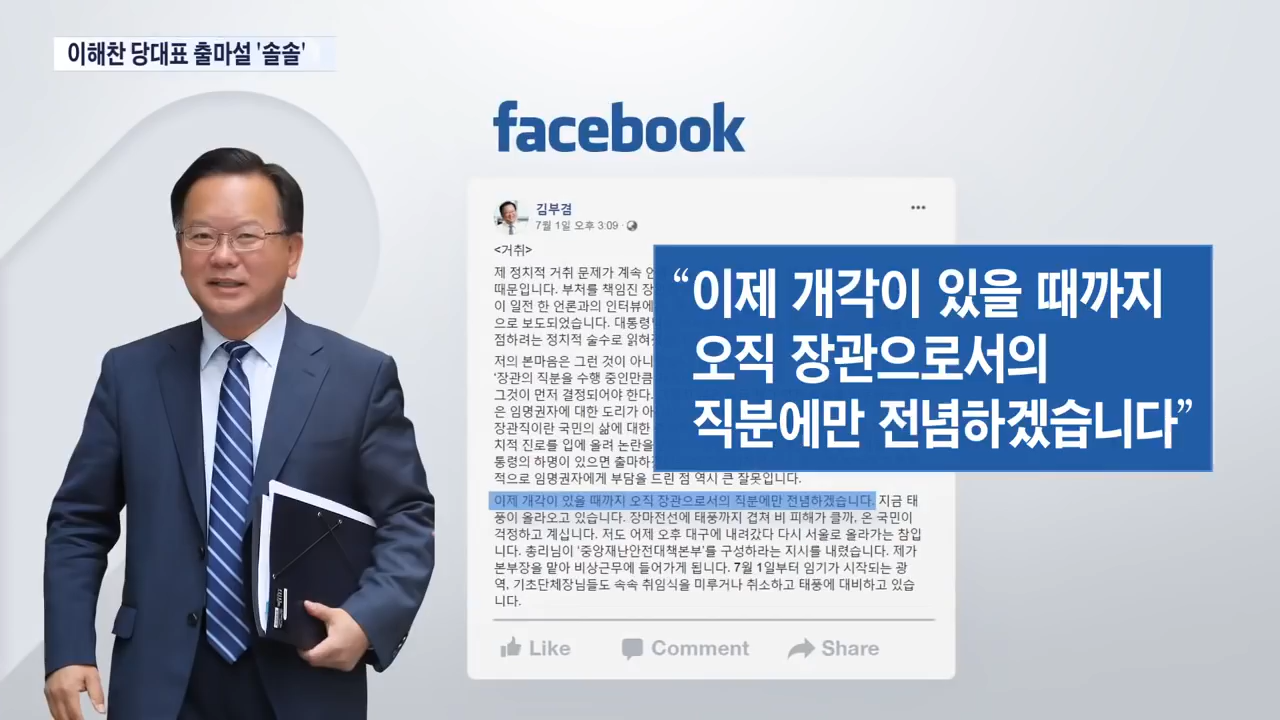 이해찬 당대표 출마설 '솔솔'
facebook
김부겸
7월 1일 오후 3:09
<거취>
제 정치적 거취 문제가 계속
때문입니다. 부처를 책임진
이 일전 한 언론과의 인터뷰에
으로 보도되었습니다. 대통령
점하려는 정치적 술수로
저의 본마음은 그런 것이
'장관의 직분을 수행 중인만큼
그것이 먼저 결정되어야 한다.
은 임명권자에 대한 도리가
장관직이란 국민의 삶에 대한
치적 진로를 입에 올려 논란을
통령의 하명이 있으면
적으로 임명권자에게 부담을 드린 점 역시 큰 잘못입니다.
“이제 개각이 있을 때까지
오직 장관으로서의
직분에만 전념하겠습니다”
이제 개각이 있을 때까지 오직 장관으로서의 직분에만 전념하겠습니다. 지금 태
풍이 올라오고 있습니다. 장마전선에 태풍까지 겹쳐 비 피해가 클까, 온 국민이
걱정하고 계십니다. 저도 어제 오후 대구에 내려갔다 다시 서울로 올라가는 참입
니다. 총리님이 '중앙재난안전대책본부'를 구성하라는 지시를 내렸습니다. 제가
본부장을 맡아 비상근무에 들어가게 됩니다. 7월 1일부터 임기가 시작되는 광
역, 기초단체장님들도 속속 취임식을 미루거나 취소하고 태풍에 대비하고 있습
니다.
Like Comment Share